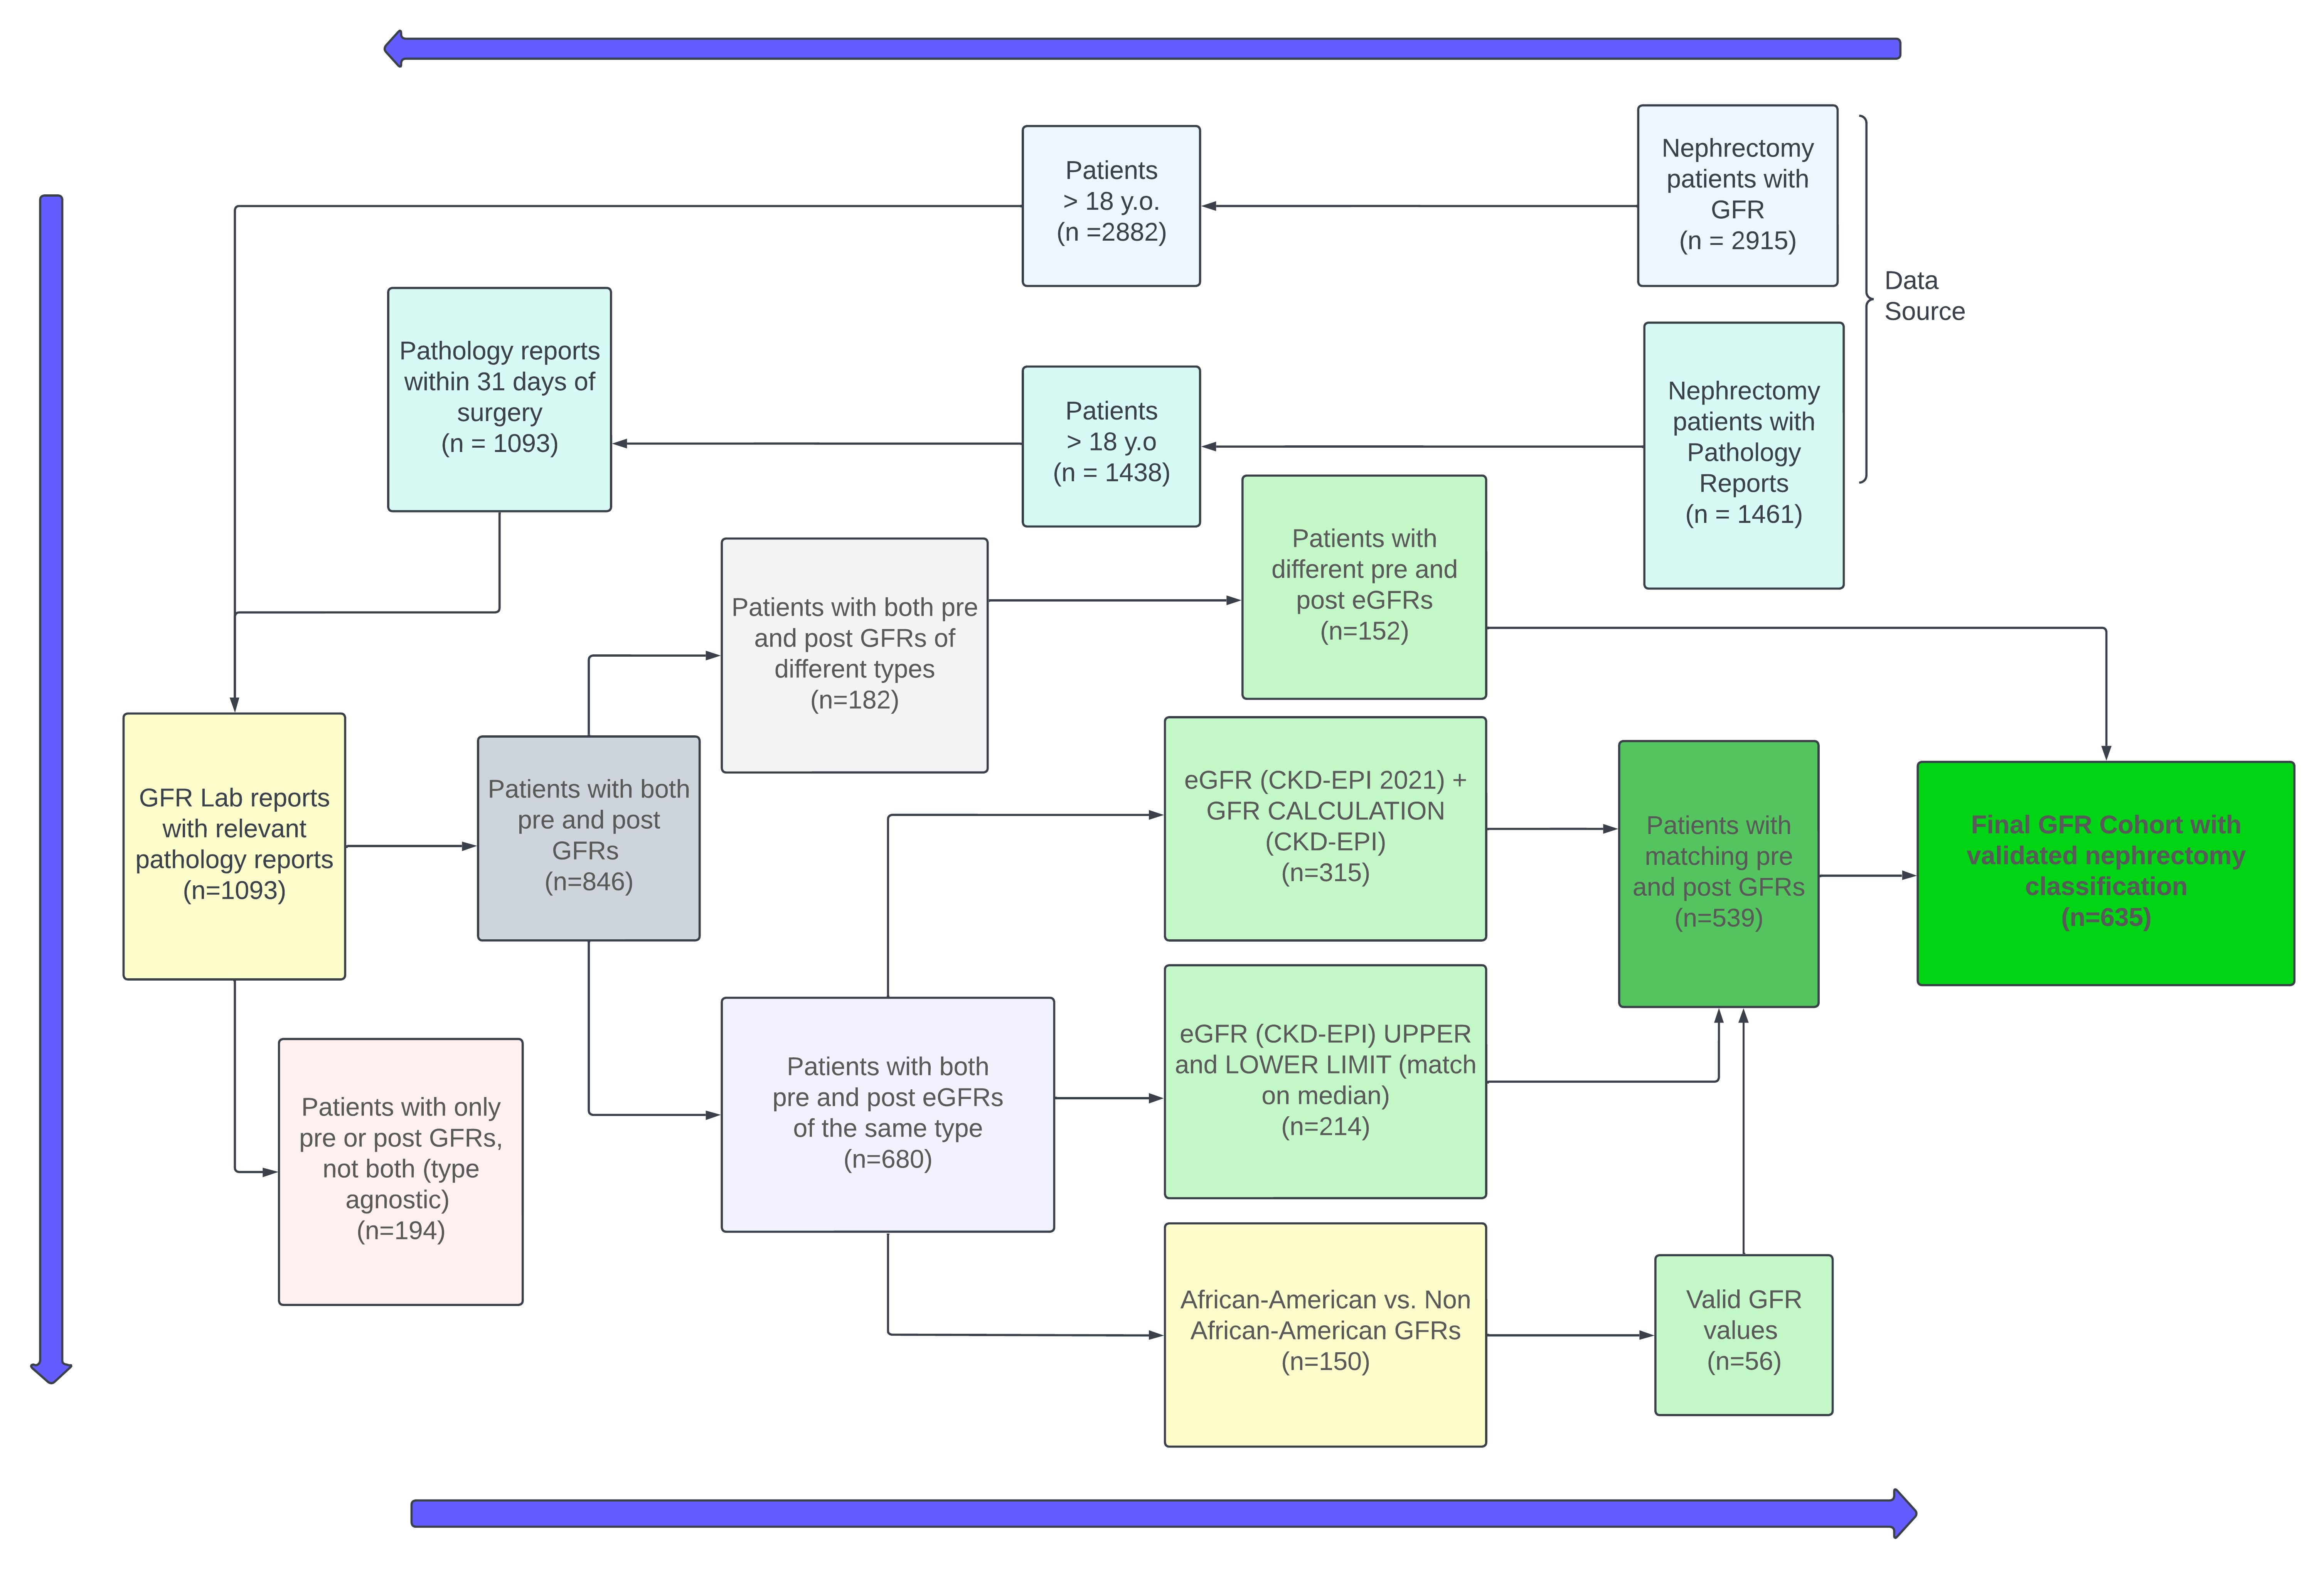 Nephrectomy
patients with
GFR
(n = 2915)
Patients
> 18 y.o.
(n =2882)
Data
Source
Nephrectomy
patients with
Pathology
Reports
(n = 1461)
Patients
> 18 y.o
(n = 1438)
Pathology reports
within 31 days of
surgery
(n = 1093)
GFR Lab reports
with relevant
pathology reports
(n=1093)
Patients with only
pre or post GFRs,
not both (type
agnostic)
(n=194)
Patients with both
pre and post
GFRs
(n=846)
Patients with both pre
and post GFRs of
different types
(n=182)
Patients with
different pre and
post eGFRs
(n=152)
Patients with both
pre and post eGFRs
of the same type
(n=680)
eGFR (CKD-EPI 2021) +
GFR CALCULATION
(CKD-EPI)
(n=315)
eGFR (CKD-EPI) UPPER
and LOWER LIMIT (match
on median)
(n=214)
African-American vs. Non
African-American GFRs
(n=150)
Valid GFR
values
(n=56)
Patients with
matching pre
and post GFRs
(n=539)
Final GFR Cohort with
validated nephrectomy
classification
(n=635)